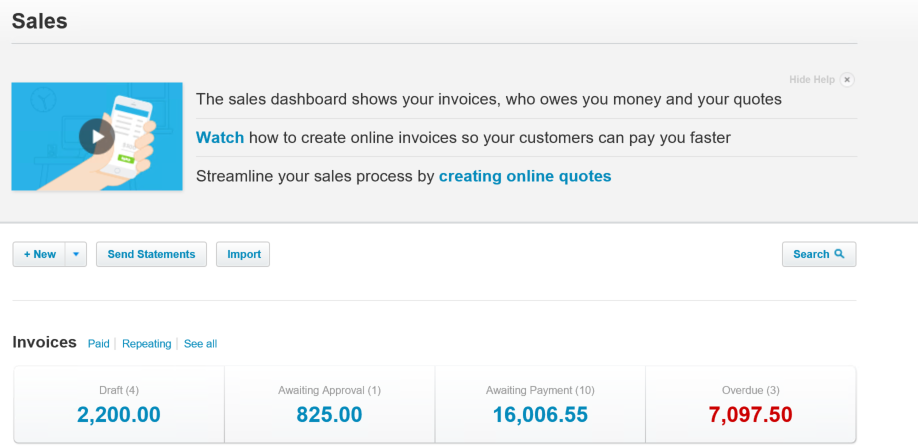 Sales
Hide Help
The sales dashboard shows your invoices, who owes you money and your quotes
Watch how to create online invoices so your customers can pay you faster
Streamline your sales process by creating online quotes
+ New Send Statements Import Search
Invoices Paid | Repeating | See all
Draft (4) Awaiting Approval (1) Awaiting Payment (10) Overdue (3)
2,200.00 825.00 16,006.55 7,097.50